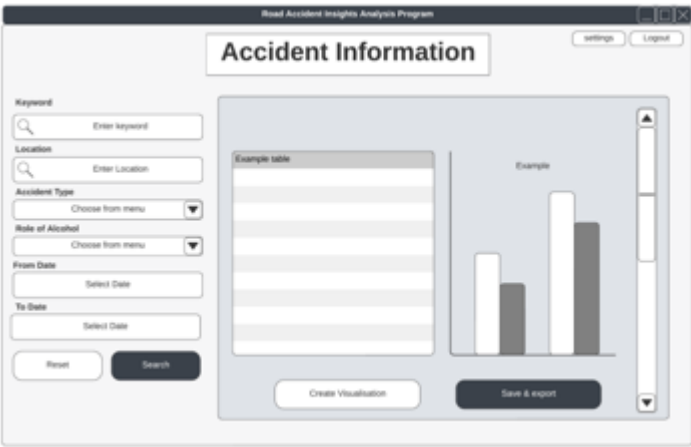 Road Accident Insights Analysis Program
settings
Logout
Accident Information
Keyword
Enter keyword
Location
Enter Location
Accident Type
Choose from menu
Role of Alcohol
Choose from menu
From Date
Select Date
To Date
Select Date
Reset
Search
Example table
Example
Create Visualisation
Save & export